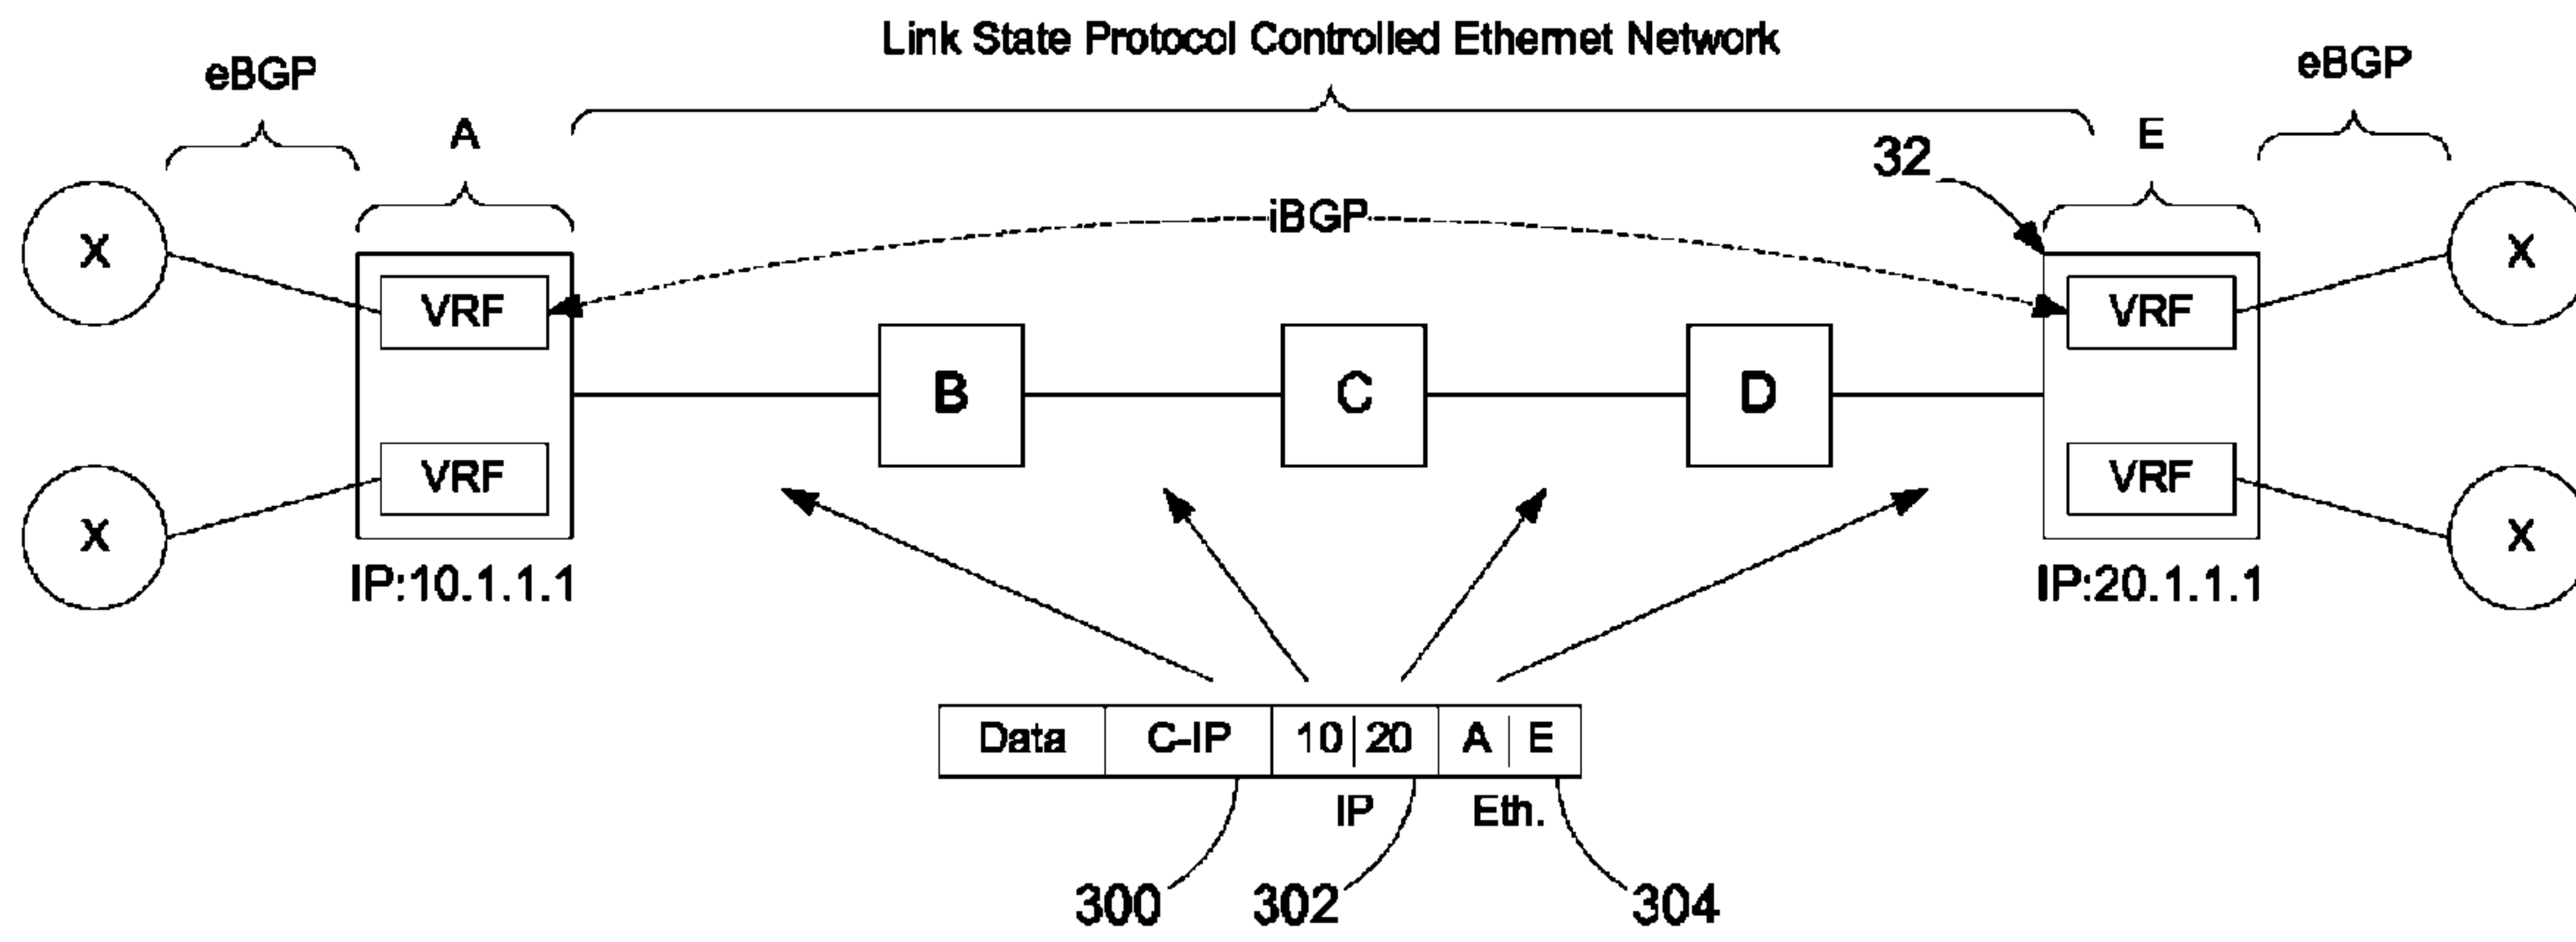 Link State Protocol Controlled Ethernet Network
eBGP
eBGP
A
E
32
iBGP
X
VRF
VRF
X
B
C
D
X
VRF
VRF
X
IP:10.1.1.1
IP:20.1.1.1
Data C-IP 10 20 A E
IP Eth.
300 302 304